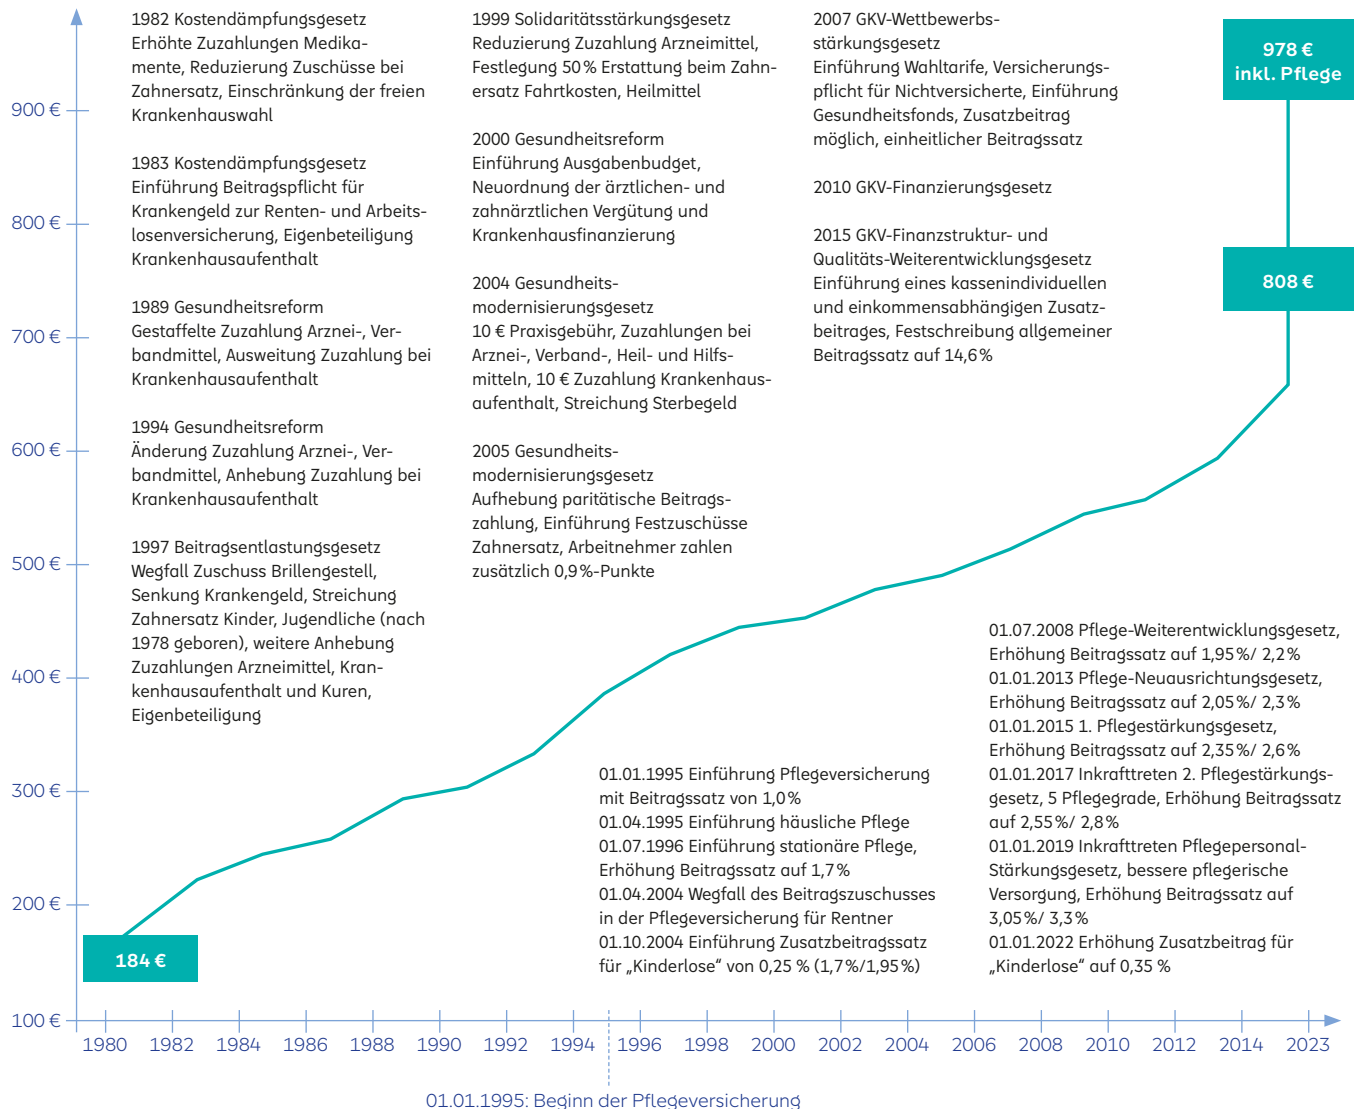 1982 Kostendämpfungsgesetz
Erhöhte Zuzahlungen Medika-
mente, Reduzierung Zuschüsse bei
Zahnersatz, Einschränkung der freien
Krankenhauswahl
1983 Kostendämpfungsgesetz
Einführung Beitragspflicht für
Krankengeld zur Renten- und Arbeits-
losenversicherung, Eigenbeteiligung
Krankenhausaufenthalt
1989 Gesundheitsreform
Gestaffelte Zuzahlung Arznei-, Ver-
bandmittel, Ausweitung Zuzahlung bei
Krankenhausaufenthalt
1994 Gesundheitsreform
Änderung Zuzahlung Arznei-, Ver-
bandmittel, Anhebung Zuzahlung bei
Krankenhausaufenthalt
1997 Beitragsentlastungsgesetz
Wegfall Zuschuss Brillengestell,
Senkung Krankengeld, Streichung
Zahnersatz Kinder, Jugendliche (nach
1978 geboren), weitere Anhebung
Zuzahlungen Arzneimittel, Kran-
kenhausaufenthalt und Kuren,
Eigenbeteiligung
1999 Solidaritätsstärkungsgesetz
Reduzierung Zuzahlung Arzneimittel,
Festlegung 50 % Erstattung beim Zahn-
ersatz Fahrtkosten, Heilmittel
2000 Gesundheitsreform
Einführung Ausgabenbudget,
Neuordnung der ärztlichen- und
zahnärztlichen Vergütung und
Krankenhausfinanzierung
2004 Gesundheits-
modernisierungsgesetz
10 € Praxisgebühr, Zuzahlungen bei
Arznei-, Verband-, Heil- und Hilfs-
mitteln, 10 € Zuzahlung Krankenhaus-
aufenthalt, Streichung Sterbegeld
2005 Gesundheits-
modernisierungsgesetz
Aufhebung paritätische Beitrags-
zahlung, Einführung Festzuschüsse
Zahnersatz, Arbeitnehmer zahlen
zusätzlich 0,9 %-Punkte
2007 GKV-Wettbewerbs-
stärkungsgesetz
Einführung Wahltarife, Versicherungs-
pflicht für Nichtversicherte, Einführung
Gesundheitsfonds, Zusatzbeitrag
möglich, einheitlicher Beitragssatz
2010 GKV-Finanzierungsgesetz
2015 GKV-Finanzstruktur- und
Qualitäts-Weiterentwicklungsgesetz
Einführung eines kassenindividuellen
und einkommensabhängigen Zusatz-
beitrages, Festschreibung allgemeiner
Beitragssatz auf 14,6 %
978 €
inkl. Pflege
808 €
184 €
01.01.1995 Einführung Pflegeversicherung
mit Beitragssatz von 1,0 %
01.04.1995 Einführung häusliche Pflege
01.07.1996 Einführung stationäre Pflege,
Erhöhung Beitragssatz auf 1,7 %
01.04.2004 Wegfall des Beitragszuschusses
in der Pflegeversicherung für Rentner
01.10.2004 Einführung Zusatzbeitragssatz
für „Kinderlose“ von 0,25 % (1,7 %/1,95 %)
01.07.2008 Pflege-Weiterentwicklungsgesetz,
Erhöhung Beitragssatz auf 1,95 %/ 2,2 %
01.01.2013 Pflege-Neuausrichtungsgesetz,
Erhöhung Beitragssatz auf 2,05 %/ 2,3 %
01.01.2015 1. Pflegestärkungsgesetz,
Erhöhung Beitragssatz auf 2,35 %/ 2,6 %
01.01.2017 Inkrafttreten 2. Pflegestärkungs-
gesetz, 5 Pflegegrade, Erhöhung Beitragssatz
auf 2,55 %/ 2,8 %
01.01.2019 Inkrafttreten Pflegepersonal-
Stärkungsgesetz, bessere pflegerische
Versorgung, Erhöhung Beitragssatz auf
3,05 %/ 3,3 %
01.01.2022 Erhöhung Zusatzbeitrag für
„Kinderlose“ auf 0,35 %
900 €
800 €
700 €
600 €
500 €
400 €
300 €
200 €
100 €
1980 1982 1984 1986 1988 1990 1992 1994 1996 1998 2000 2002 2004 2006 2008 2010 2012 2014 2023
01.01.1995: Beginn der Pflegeversicherung